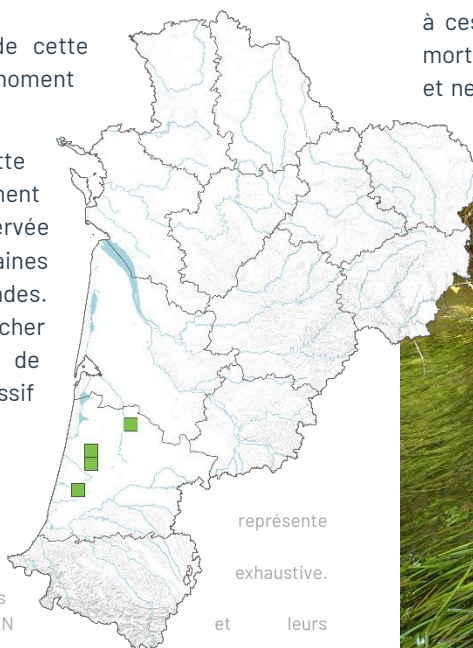 de cette
moment
tte
ment
ervée
aines
ndes.
cher
de
ssif
à ces
mort
et ne
représente
exhaustive.
s
N et leurs